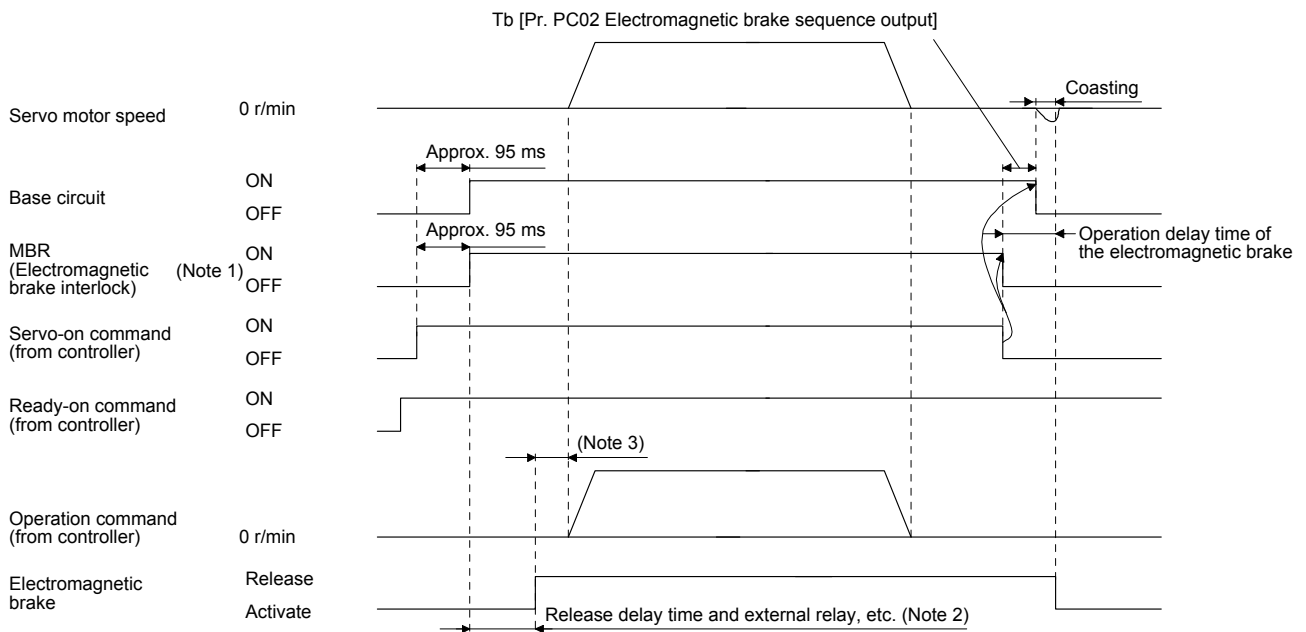 Tb [Pr. PC02 Electromagnetic brake sequence output]
Coasting
Servo motor speed
0 r/min
Approx. 95 ms
Base circuit
ON
OFF
Approx. 95 ms
MBR
(Electromagnetic
brake interlock)
(Note 1)
ON
OFF
Operation delay time of
the electromagnetic brake
Servo-on command
(from controller)
ON
OFF
Ready-on command
(from controller)
ON
OFF
(Note 3)
Operation command
(from controller)
0 r/min
Electromagnetic
brake
Release
Activate
Release delay time and external relay, etc. (Note 2)